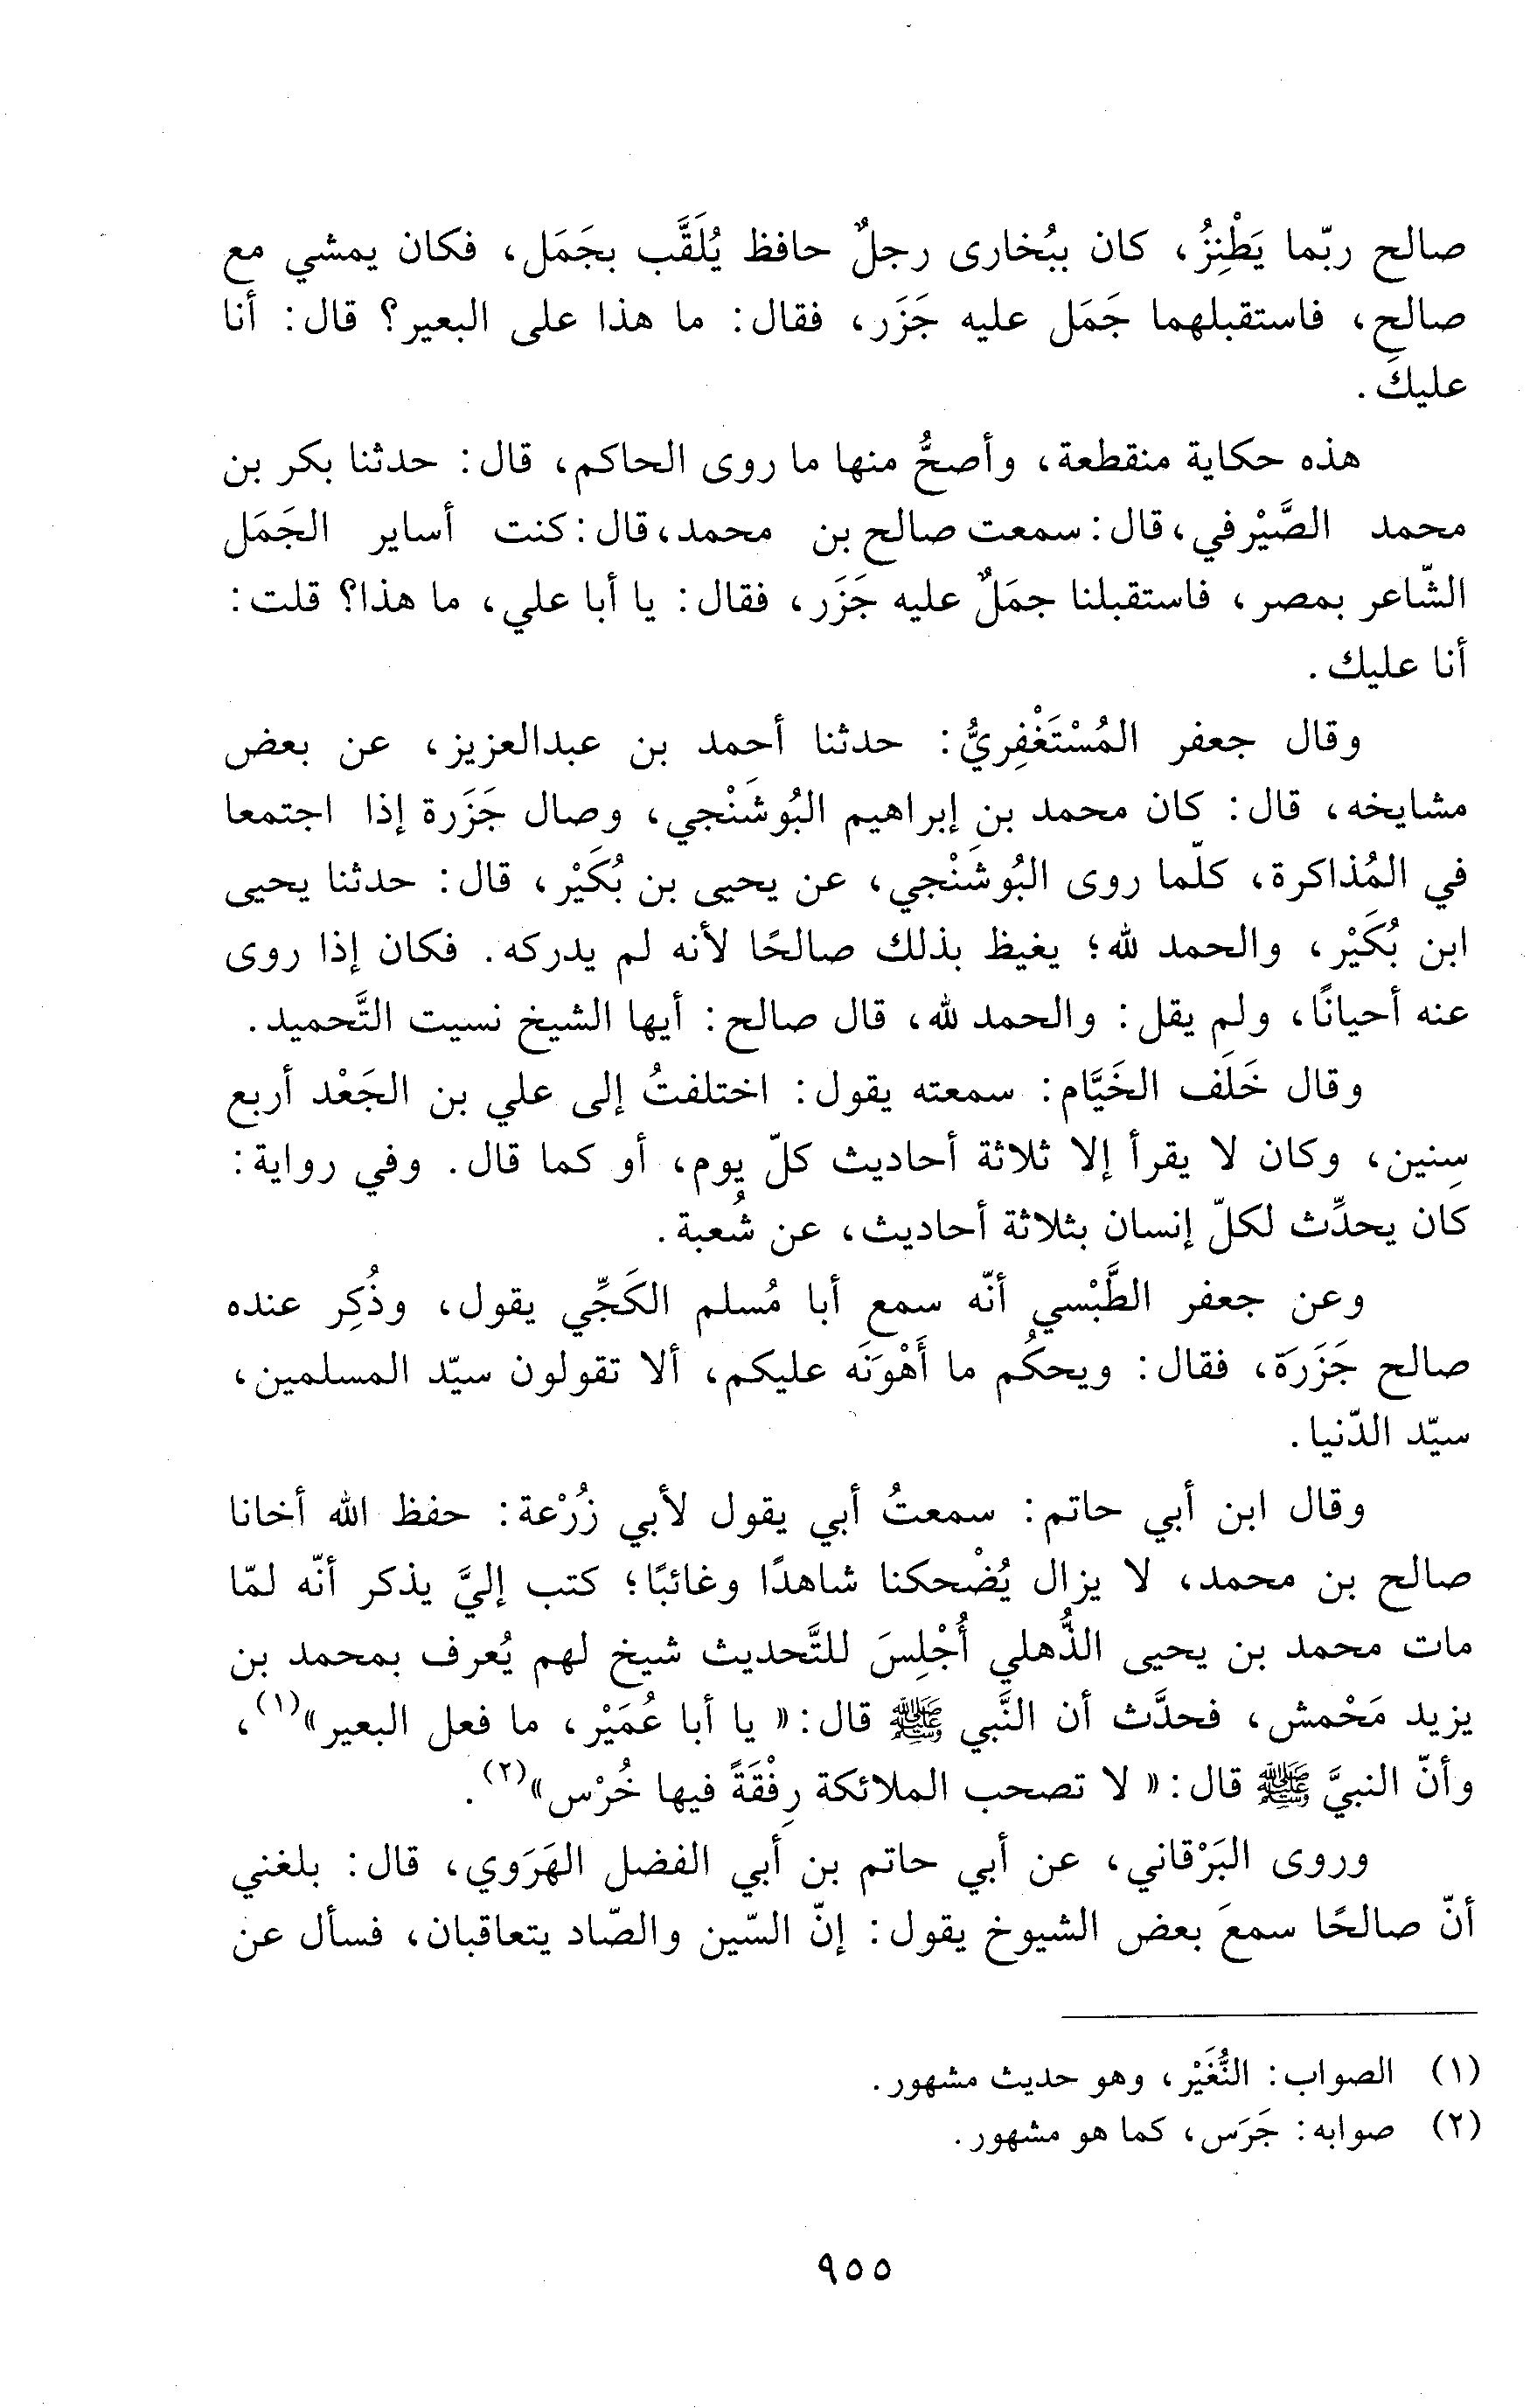 صالح ربّما يَطْنِزُ، كان ببُخارى رجلٌ حافظ يُلَقَّب بجَمَل، فكان يمشي مع
صالح، فاستقبلهما جَمَل عليه جَزَر، فقال: ما هذا على البعير؟ قال: أنا
عليكَ.
هذه حكاية منقطعة، وأصحُّ منها ما روى الحاكم، قال: حدثنا بكر بن
محمد الصَّيْرفي، قال: سمعت صالح بن محمد، قال: كنت أساير الجَمَل
الشّاعر بمصر، فاستقبلنا جمَلٌ عليه جَزَر، فقال: يا أبا علي، ما هذا؟ قلت:
أنا عليك.
وقال جعفر المُسْتَغْفِريُّ: حدثنا أحمد بن عبدالعزيز، عن بعض
مشايخه، قال: كان محمد بن إبراهيم البُوشَنْجي، وصال جَزَرة إذا اجتمعا
في المُذاكرة، كلّما روى البُوشَنْجي، عن يحيى بن بُكَيْر، قال: حدثنا يحيى
ابن بُكَيْر، والحمد لله؛ يغيظ بذلك صالحًا لأنه لم يدركه. فكان إذا روى
عنه أحيانًا، ولم يقل: والحمد لله، قال صالح: أيها الشيخ نسيت التَّحميد.
وقال خَلَف الخَيَّام: سمعته يقول: اختلفتُ إلى علي بن الجَعْد أربع
سِنين، وكان لا يقرأ إلا ثلاثة أحاديث كلّ يوم، أو كما قال. وفي رواية:
كان يحدِّث لكلّ إنسان بثلاثة أحاديث، عن شُعبة.
وعن جعفر الطَّبْسي أنّه سمع أبا مُسلم الكَجِّي يقول، وذُكِر عنده
صالح جَزَرَة، فقال: ويحكُم ما أَهْوَنَه عليكم، ألا تقولون سيّد المسلمين،
سيّد الدّنيا.
وقال ابن أبي حاتم: سمعتُ أبي يقول لأبي زُرْعة: حفظ الله أخانا
صالح بن محمد، لا يزال يُضْحكنا شاهدًا وغائبًا؛ كتب إليَّ يذكر أنّه لمّا
مات محمد بن يحيى الذُّهلي أُجْلِسَ للتَّحديث شيخ لهم يُعرف بمحمد بن
يزيد مَحْمش، فحدَّث أن النَّبي ﷺ قال: « يا أبا عُمَيْر، ما فعل البعير»(١)،
وأنّ النبيَّ ﷺ قال: « لا تصحب الملائكة رِفْقَةً فيها خُرْس»(٢).
وروى البَرْقاني، عن أبي حاتم بن أبي الفضل الهَرَوي، قال: بلغني
أنّ صالحًا سمعَ بعض الشيوخ يقول: إنّ السّين والصّاد يتعاقبان، فسأل عن
(١) الصواب: النُّغَيْر، وهو حديث مشهور.
(٢) صوابه: جَرَس، كما هو مشهور.
٩٥٥